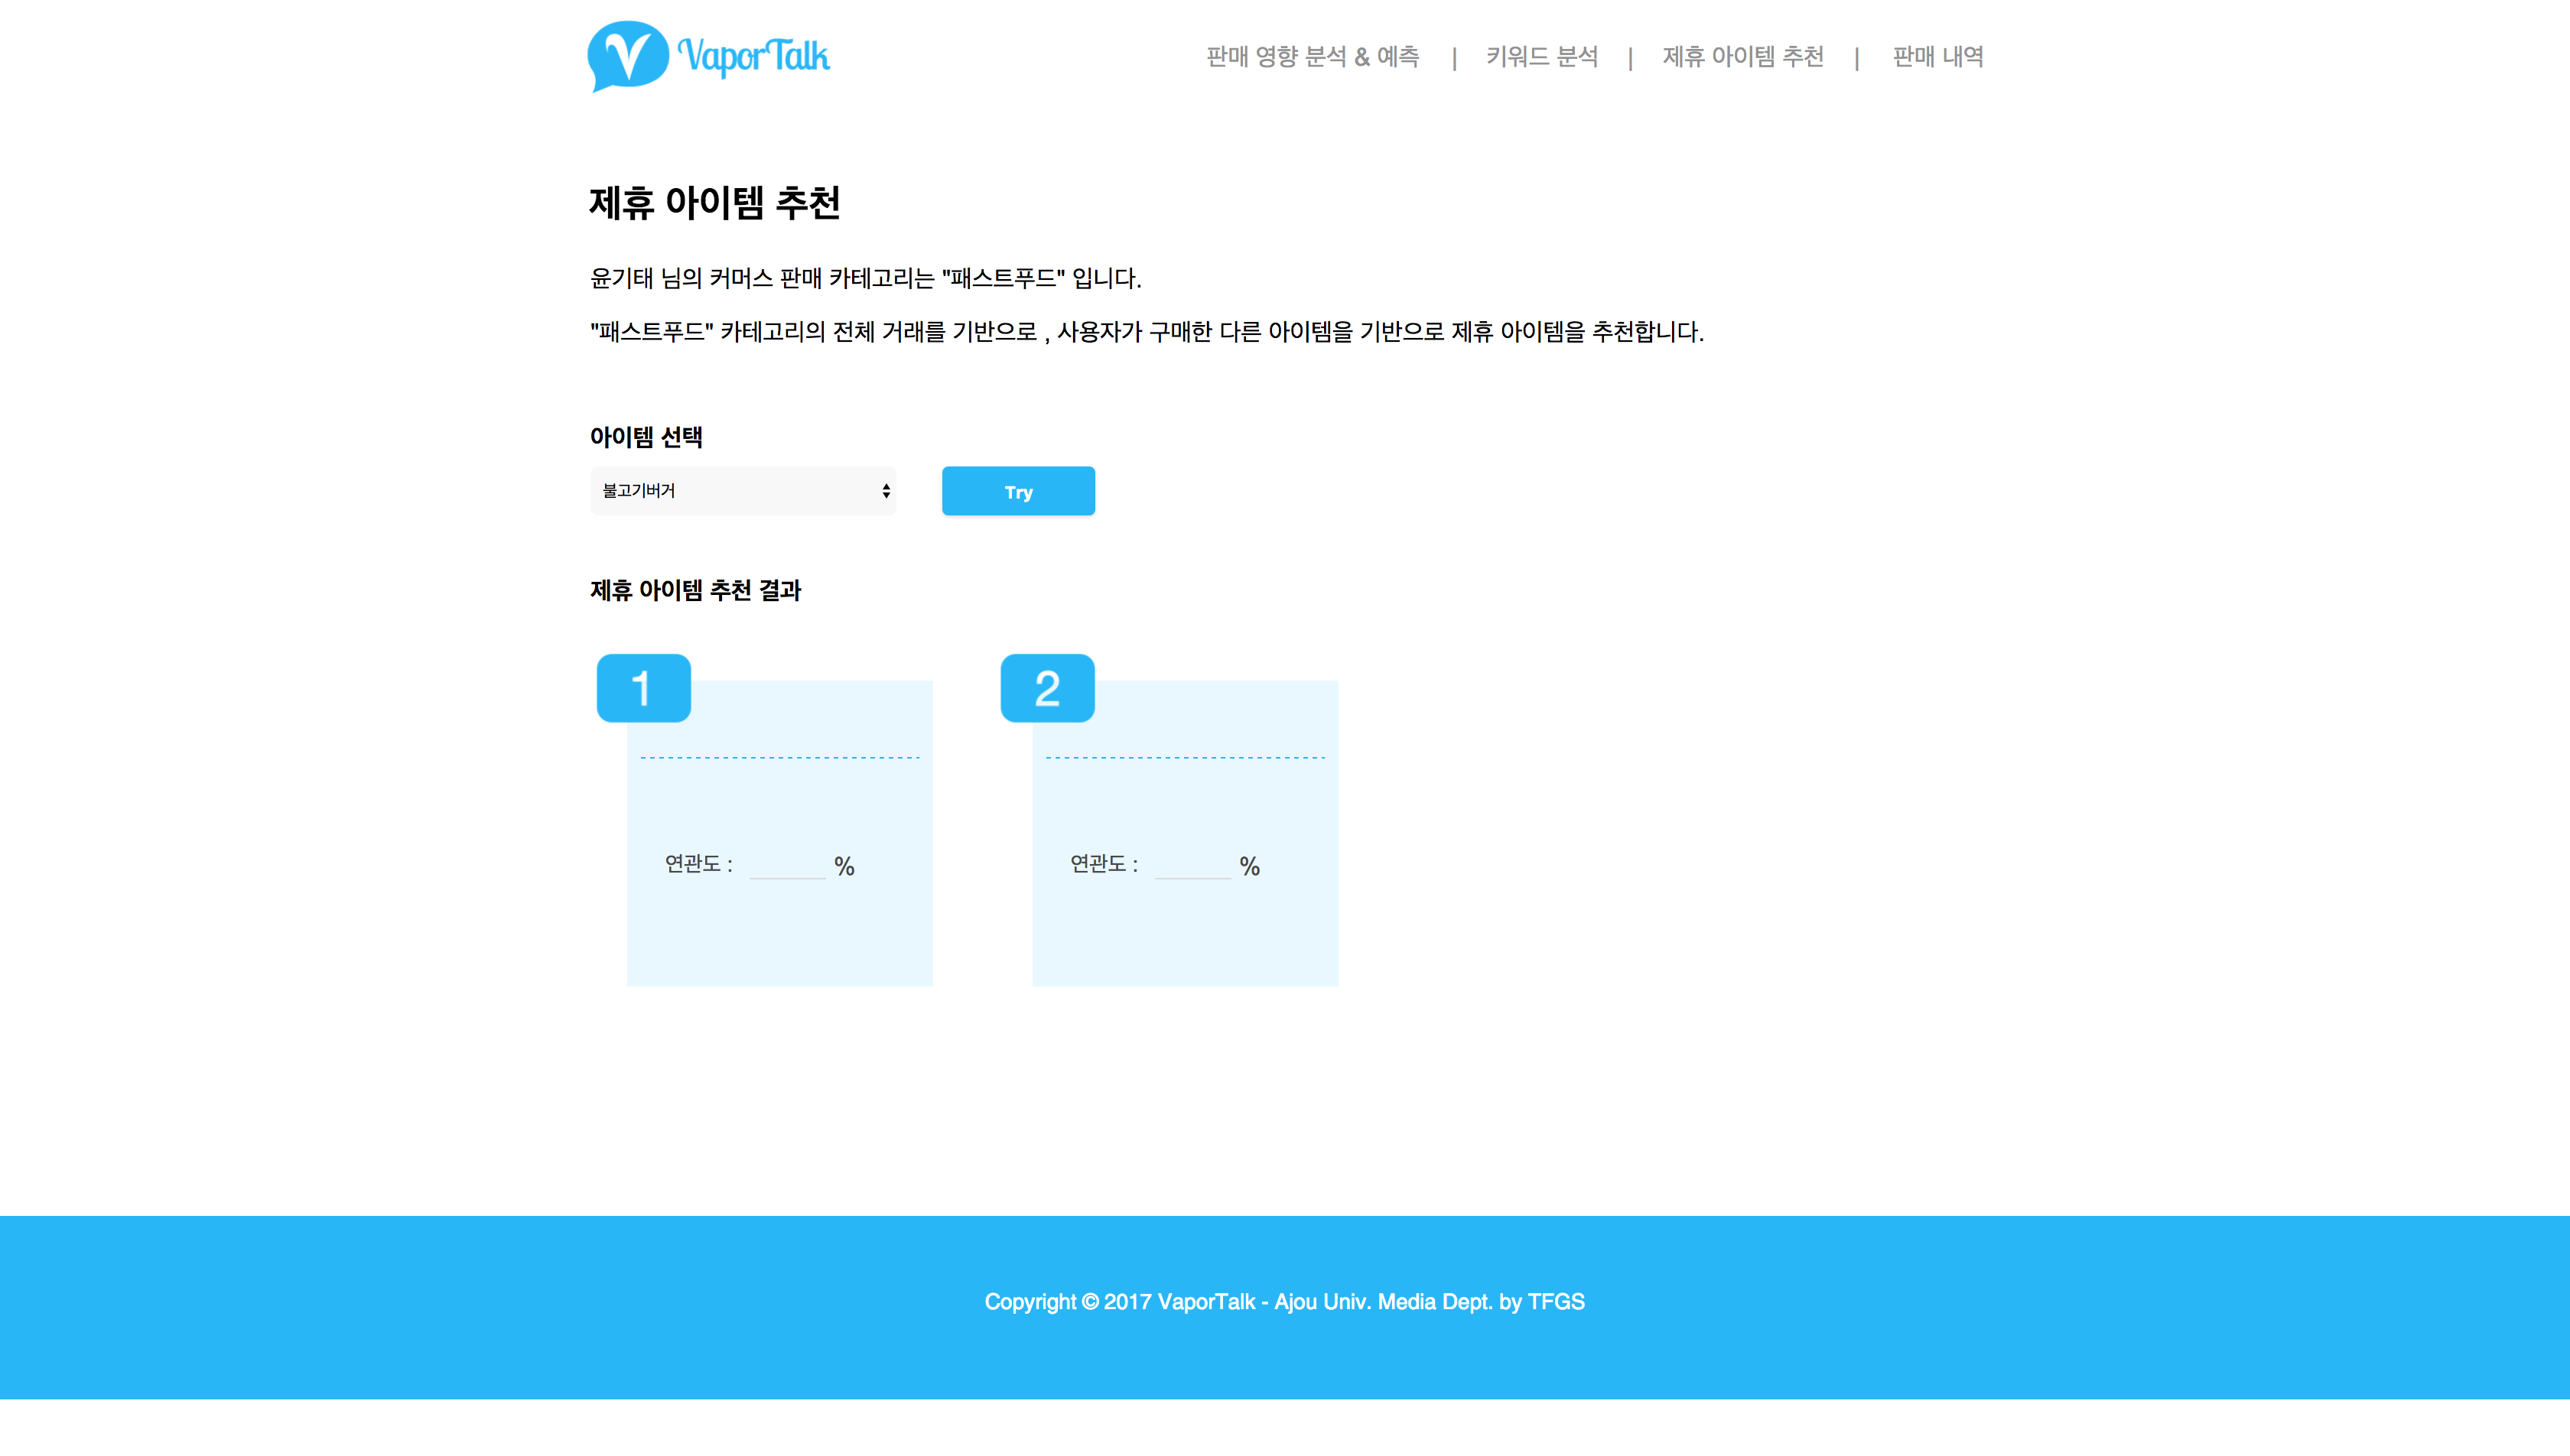 VaporTalk
판매 영향 분석 & 예측 | 키워드 분석 | 제휴 아이템 추천 | 판매 내역
제휴 아이템 추천
윤기태 님의 커머스 판매 카테고리는 "패스트푸드" 입니다.
"패스트푸드" 카테고리의 전체 거래를 기반으로 , 사용자가 구매한 다른 아이템을 기반으로 제휴 아이템을 추천합니다.
아이템 선택
불고기버거
Try
제휴 아이템 추천 결과
1
2
연관도 : %
연관도 : %
Copyright © 2017 VaporTalk - Ajou Univ. Media Dept. by TFGS